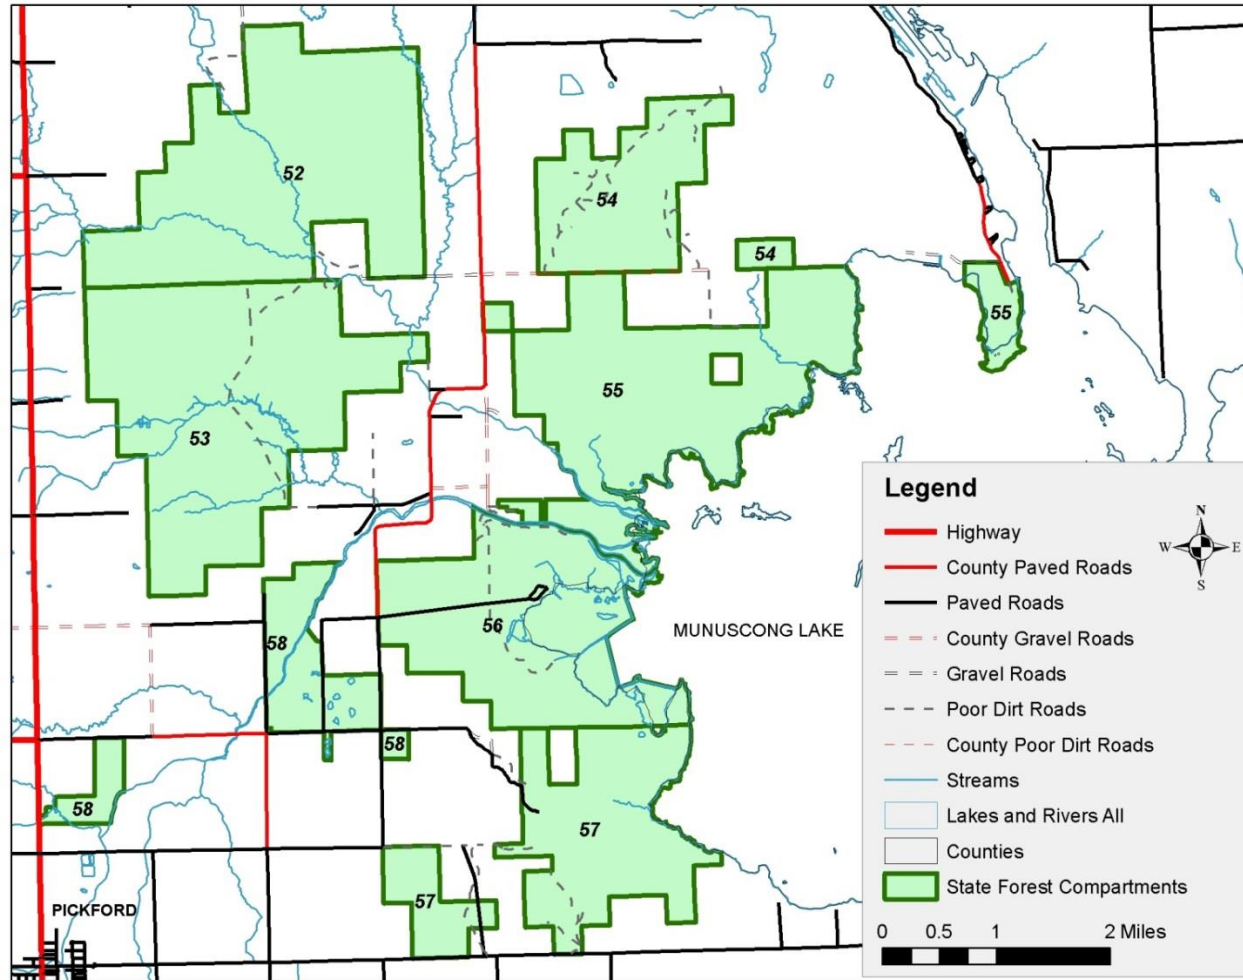 52
54
54
55
55
53
56
58
58
58
57
57
MUNUSCONG LAKE
PICKFORD
Legend
N
W E
S
Highway
County Paved Roads
Paved Roads
County Gravel Roads
Gravel Roads
Poor Dirt Roads
County Poor Dirt Roads
Streams
Lakes and Rivers All
Counties
State Forest Compartments
0 0.5 1 2 Miles